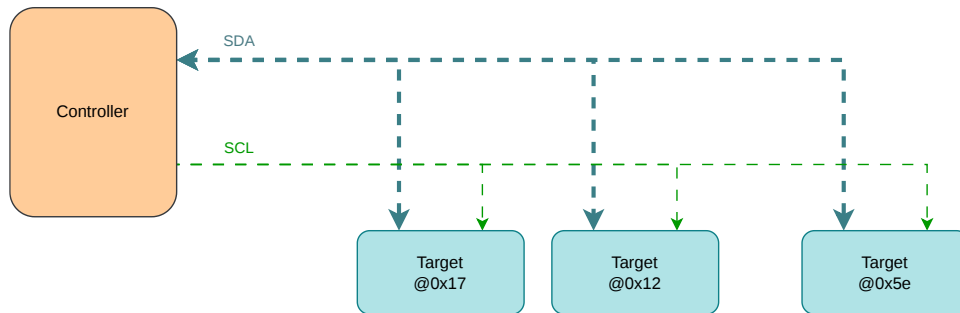 SDA
Controller
SCL
Target
@0x17
Target
@0x12
Target
@0x5e